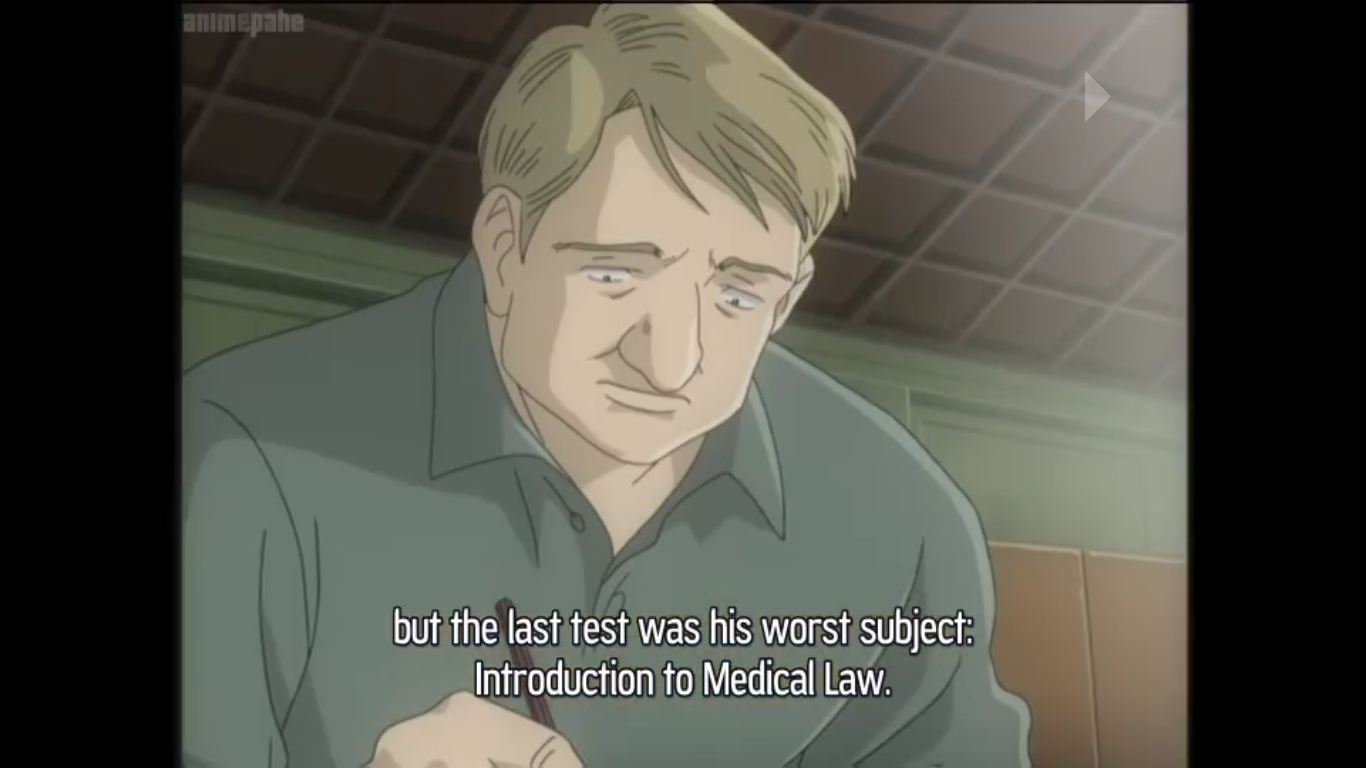 animepahe
but the last test was his worst subject:
Introduction to Medical Law.